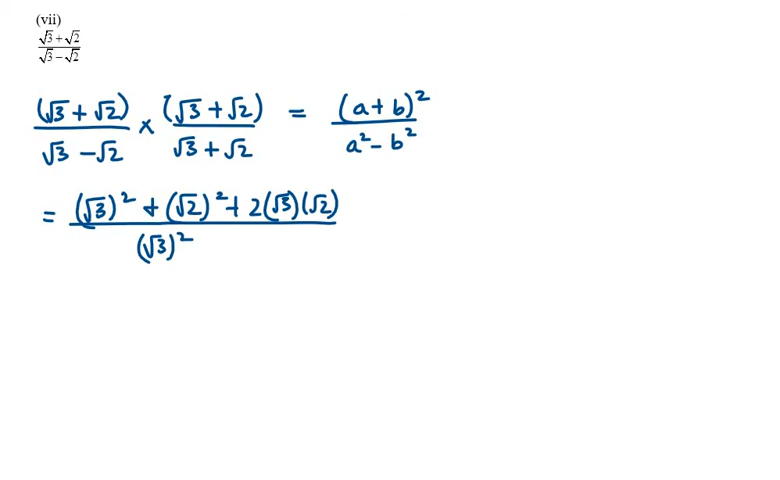 (vii)
(√3 + √2)/(√3 − √2)
(√3 + √2)/(√3 − √2) × (√3 + √2)/(√3 + √2) = (a + b)²/(a² − b²)
= ((√3)² + (√2)² + 2(√3)(√2))/(√3)²